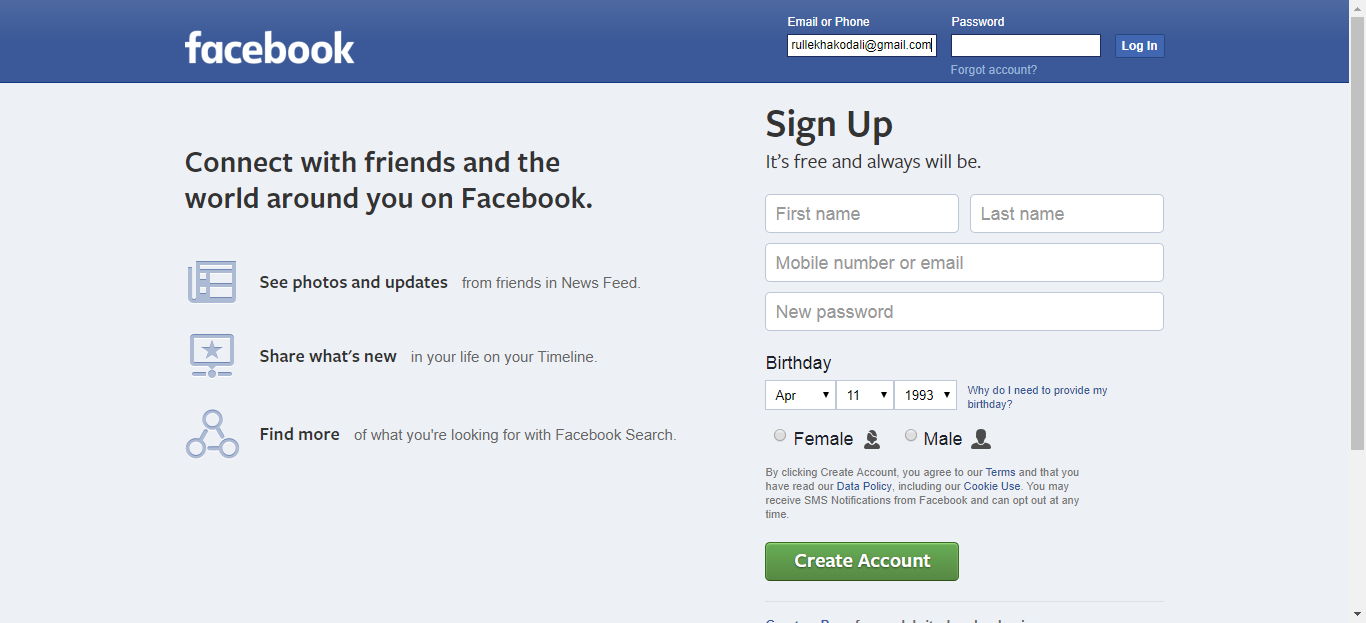 facebook
Email or Phone
Password
rullekhakodali@gmail.com
Log In
Forgot account?
Connect with friends and the
world around you on Facebook.
See photos and updates from friends in News Feed.
Share what's new in your life on your Timeline.
Find more of what you're looking for with Facebook Search.
Sign Up
It's free and always will be.
First name
Last name
Mobile number or email
New password
Birthday
Apr 11 1993
Why do I need to provide my
birthday?
Female
Male
By clicking Create Account, you agree to our Terms and that you
have read our Data Policy, including our Cookie Use. You may
receive SMS Notifications from Facebook and can opt out at any
time.
Create Account